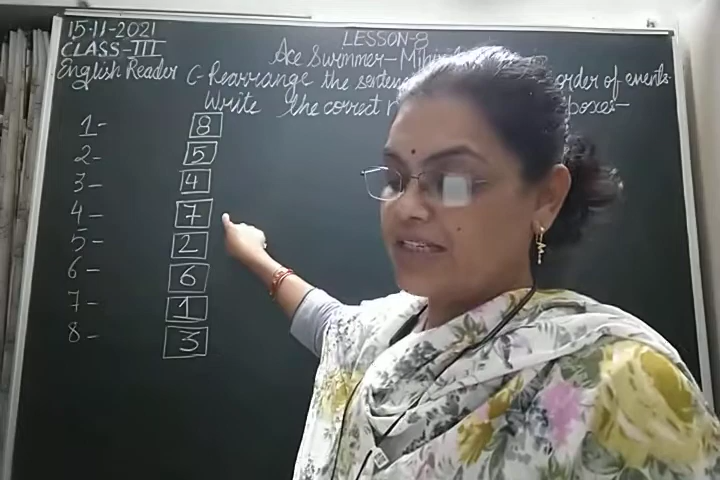 15-11-2021
LESSON-8
CLASS-III
Ace Swimmer-
English Reader C-Rearrange the order of events.
Write the correct boxes-
1- 8
2- 5
3- 4
4- 7
5- 2
6- 6
7- 1
8- 3